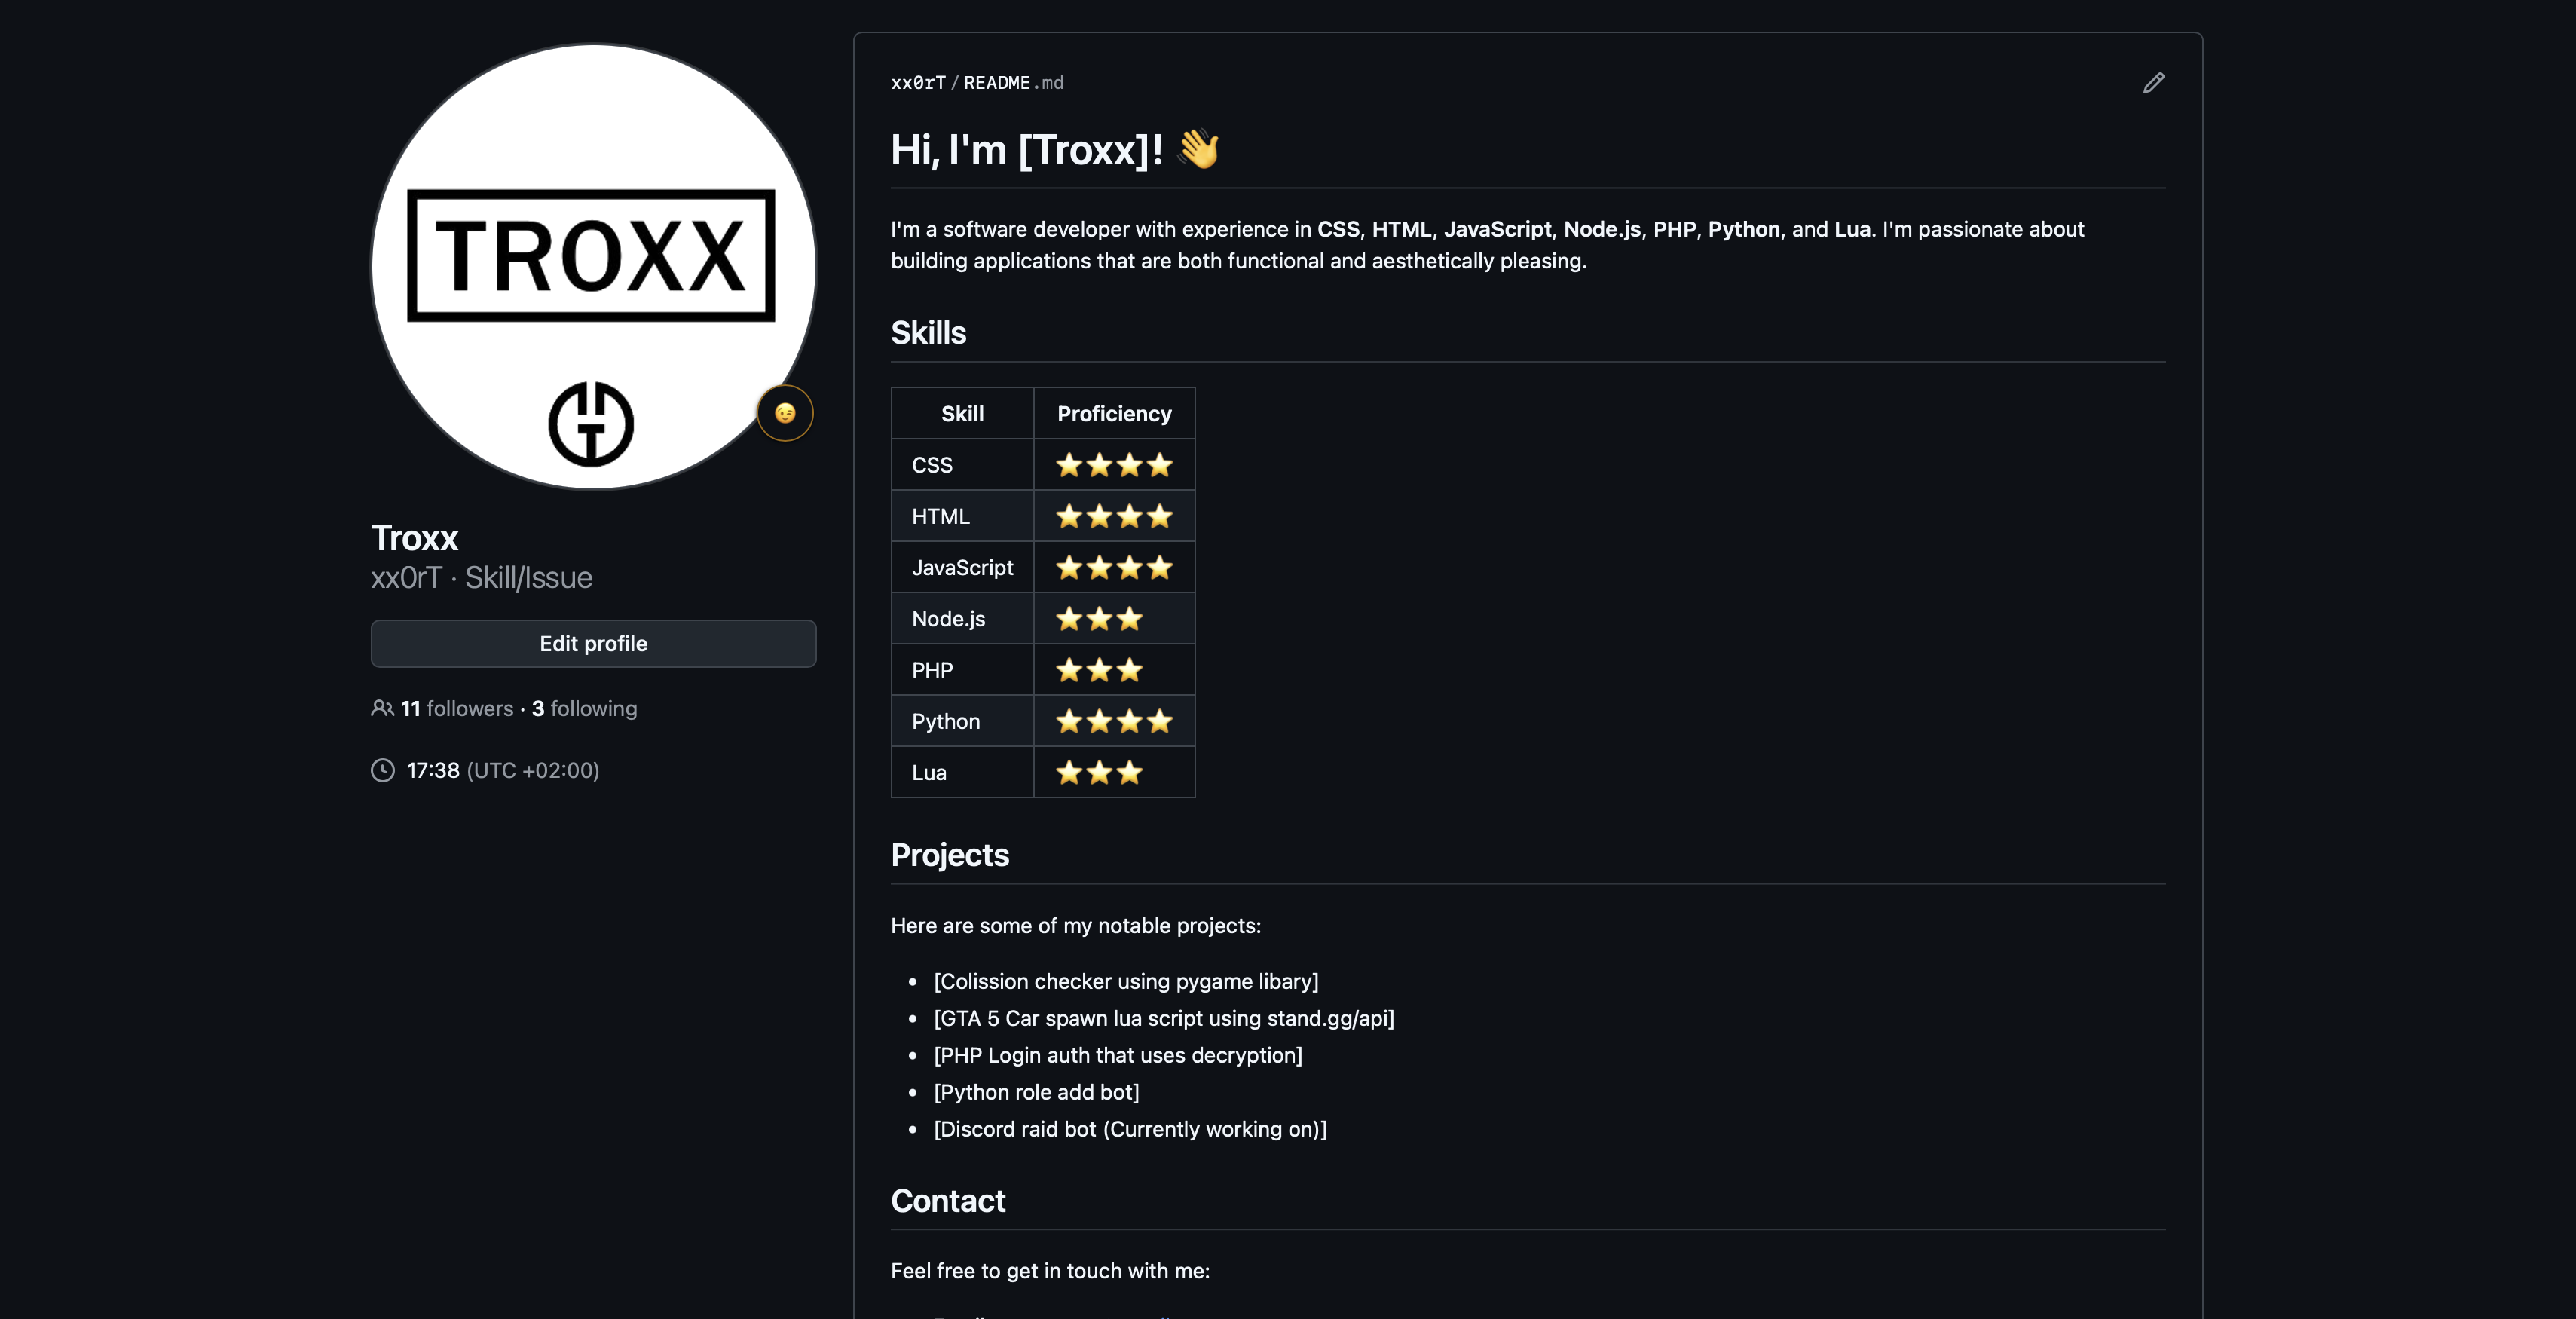 TROXX
Troxx
xx0rT · Skill/Issue
Edit profile
11 followers · 3 following
17:38 (UTC +02:00)
xx0rT/README.md
Hi, I'm [Troxx]! 👋
I'm a software developer with experience in CSS, HTML, JavaScript, Node.js, PHP, Python, and Lua. I'm passionate about
building applications that are both functional and aesthetically pleasing.
Skills
Skill Proficiency
CSS ⭐⭐⭐⭐
HTML ⭐⭐⭐⭐
JavaScript ⭐⭐⭐⭐
Node.js ⭐⭐⭐
PHP ⭐⭐⭐
Python ⭐⭐⭐⭐
Lua ⭐⭐⭐
Projects
Here are some of my notable projects:
• [Colission checker using pygame libary]
• [GTA 5 Car spawn lua script using stand.gg/api]
• [PHP Login auth that uses decryption]
• [Python role add bot]
• [Discord raid bot (Currently working on)]
Contact
Feel free to get in touch with me: